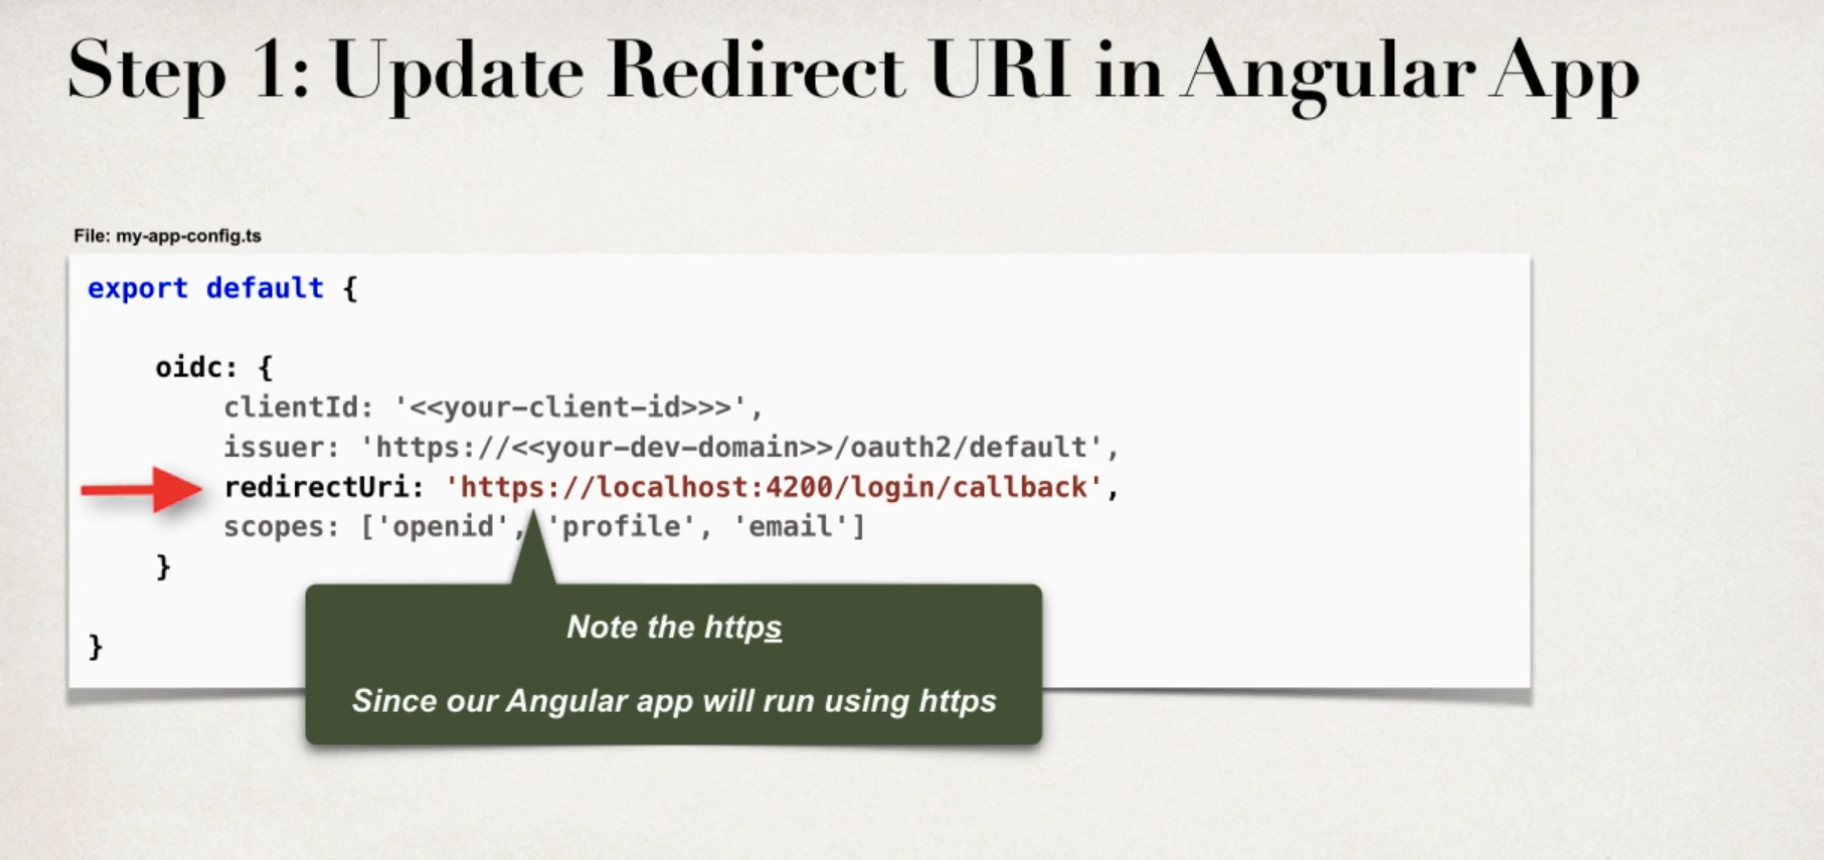 Step 1: Update Redirect URI in Angular App
File: my-app-config.ts
export default {
oidc: {
clientId: '<<your-client-id>>>',
issuer: 'https://<<your-dev-domain>>/oauth2/default',
redirectUri: 'https://localhost:4200/login/callback',
scopes: ['openid', 'profile', 'email']
}
}
Note the https
Since our Angular app will run using https